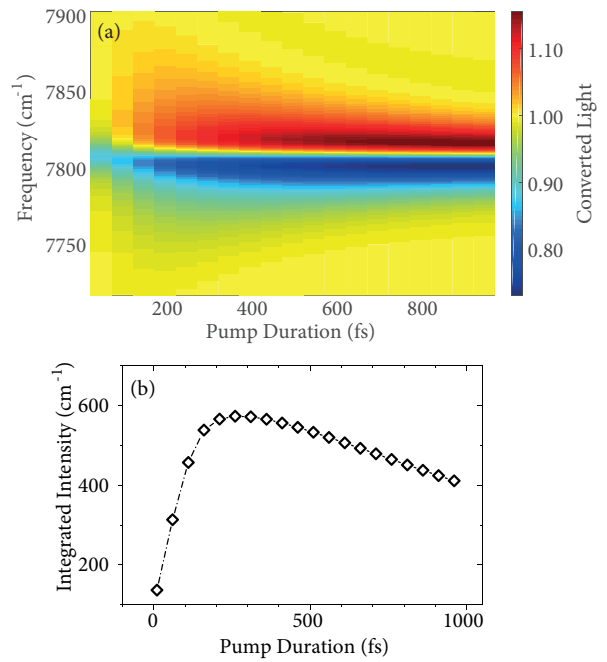 (a)
7900
7850
7800
7750
Frequency (cm⁻¹)
200 400 600 800
Pump Duration (fs)
1.10
1.00
0.90
0.80
Converted Light
(b)
600
400
200
Integrated Intensity (cm⁻¹)
0 500 1000
Pump Duration (fs)